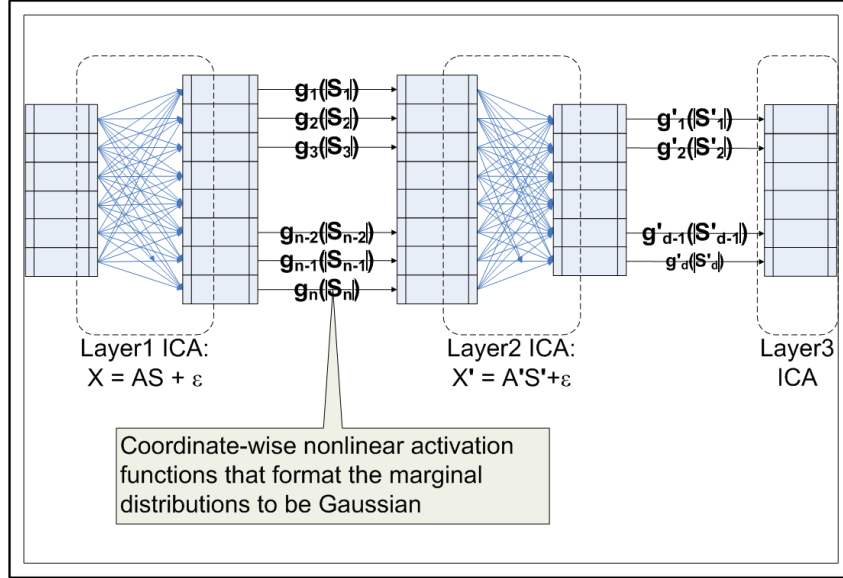 g₁(|S₁|)
g₂(|S₂|)
g₃(|S₃|)
gₙ₋₂(|Sₙ₋₂|)
gₙ₋₁(|Sₙ₋₁|)
gₙ(|Sₙ|)
g'₁(|S'₁|)
g'₂(|S'₂|)
g'd-1(|S'd-1|)
g'd(|S'd|)
Layer1 ICA:
X = AS + ε
Layer2 ICA:
X' = A'S'+ε
Layer3
ICA
Coordinate-wise nonlinear activation
functions that format the marginal
distributions to be Gaussian